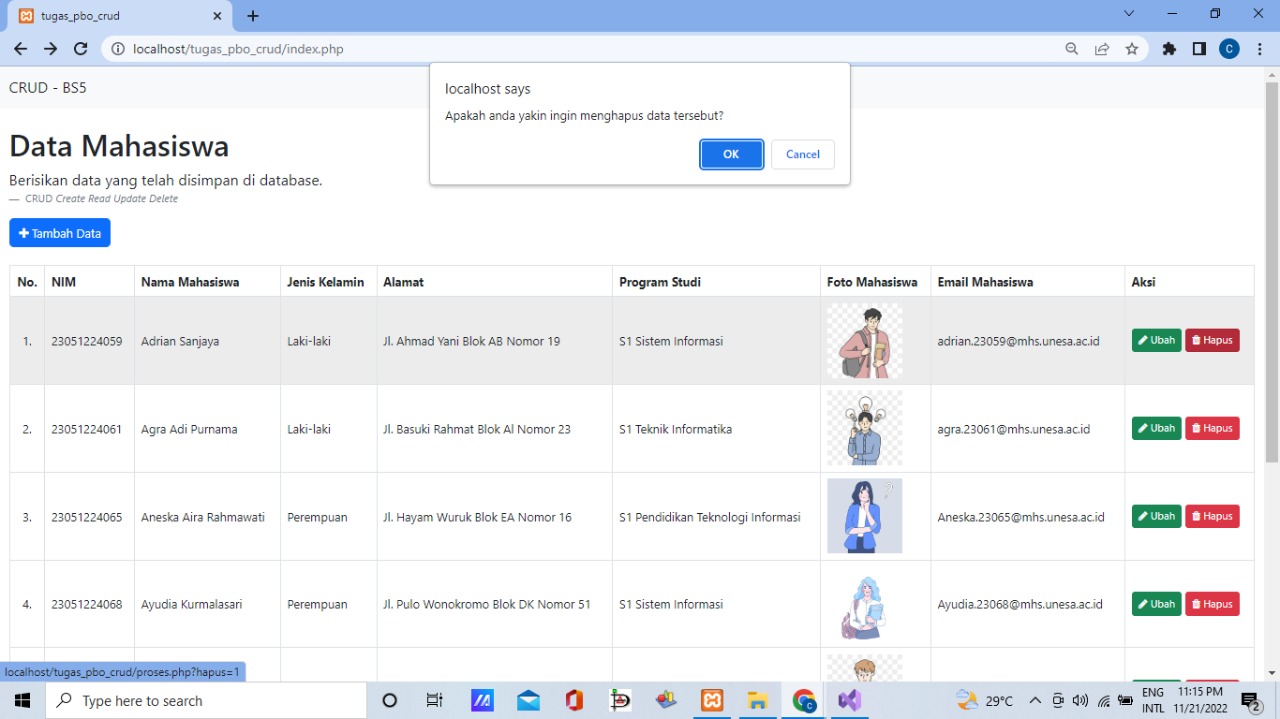 tugas_pbo_crud
localhost/tugas_pbo_crud/index.php
C
CRUD - BS5
localhost says
Apakah anda yakin ingin menghapus data tersebut?
OK Cancel
Data Mahasiswa
Berisikan data yang telah disimpan di database.
— CRUD Create Read Update Delete
Tambah Data
No. NIM Nama Mahasiswa Jenis Kelamin Alamat Program Studi Foto Mahasiswa Email Mahasiswa Aksi
1. 23051224059 Adrian Sanjaya Laki-laki Jl. Ahmad Yani Blok AB Nomor 19 S1 Sistem Informasi adrian.23059@mhs.unesa.ac.id Ubah Hapus
2. 23051224061 Agra Adi Purnama Laki-laki Jl. Basuki Rahmat Blok Al Nomor 23 S1 Teknik Informatika agra.23061@mhs.unesa.ac.id Ubah Hapus
3. 23051224065 Aneska Aira Rahmawati Perempuan Jl. Hayam Wuruk Blok EA Nomor 16 S1 Pendidikan Teknologi Informasi Aneska.23065@mhs.unesa.ac.id Ubah Hapus
4. 23051224068 Ayudia Kurmalasari Perempuan Jl. Pulo Wonokromo Blok DK Nomor 51 S1 Sistem Informasi Ayudia.23068@mhs.unesa.ac.id Ubah Hapus
localhost/tugas_pbo_crud/proses.php?hapus=1
Type here to search
29°C
ENG 11:15 PM
INTL 11/21/2022
2